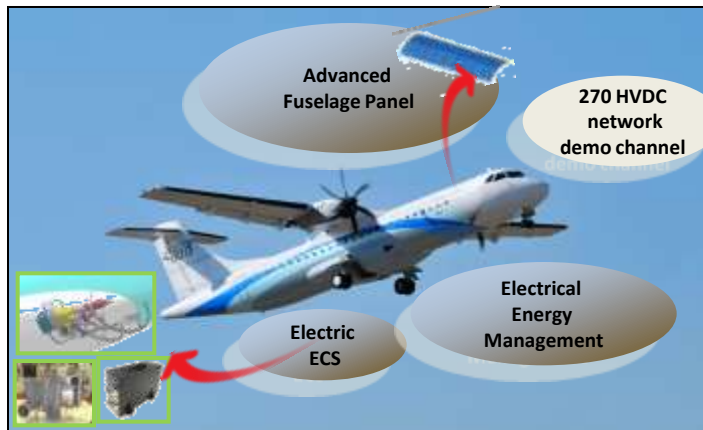 Advanced
Fuselage Panel
270 HVDC
network
demo channel
Electrical
Energy
Management
Electric
ECS